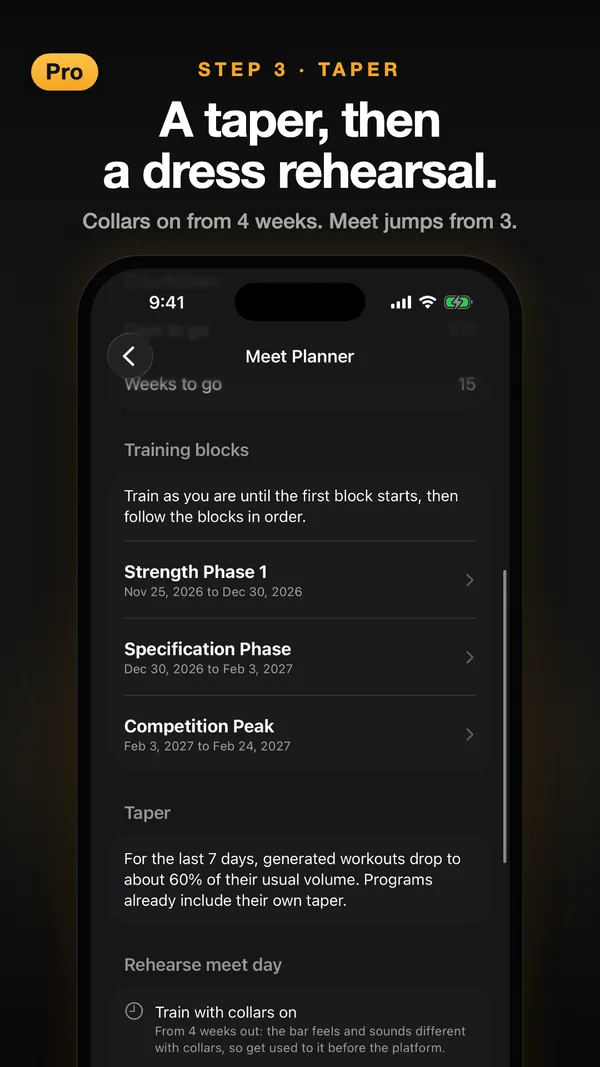 Pro
STEP 3 · TAPER
A taper, then
a dress rehearsal.
Collars on from 4 weeks. Meet jumps from 3.
9:41
Days to go
Meet Planner
Weeks to go 15
Training blocks
Train as you are until the first block starts, then
follow the blocks in order.
Strength Phase 1
Nov 25, 2026 to Dec 30, 2026
Specification Phase
Dec 30, 2026 to Feb 3, 2027
Competition Peak
Feb 3, 2027 to Feb 24, 2027
Taper
For the last 7 days, generated workouts drop to
about 60% of their usual volume. Programs
already include their own taper.
Rehearse meet day
Train with collars on
From 4 weeks out: the bar feels and sounds different
with collars, so get used to it before the platform.